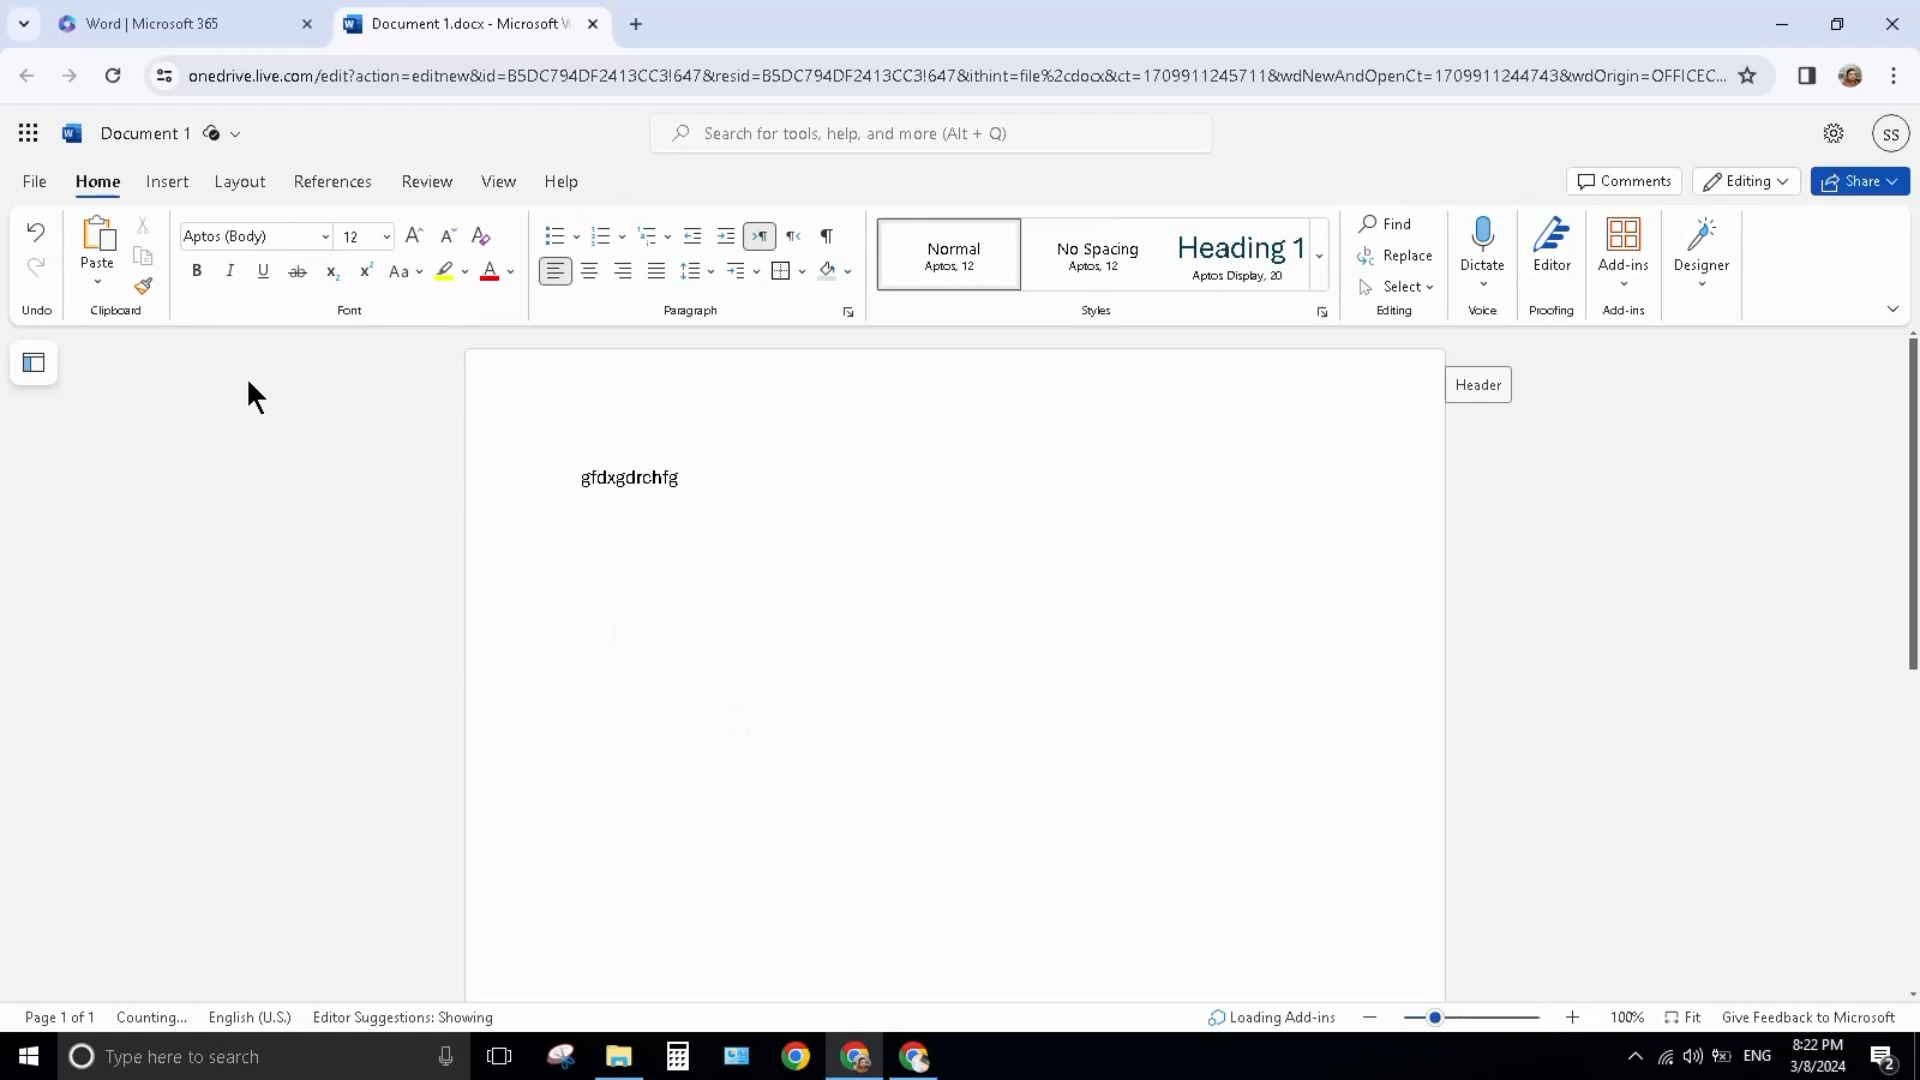 Word | Microsoft 365
Document 1.docx - Microsoft
onedrive.live.com/edit?action=editnew&id=B5DC794DF2413CC3!647&resid=B5DC794DF2413CC3!647&ithint=file%2cdocx&ct=1709911245711&wdNewAndOpenCt=1709911244743&wdOrigin=OFFICEC...
Document 1
Search for tools, help, and more (Alt + Q)
SS
File Home Insert Layout References Review View Help
Comments Editing Share
Paste
Aptos (Body) 12
B I U ab x2 x2 Aa A
Normal
Aptos, 12
No Spacing
Aptos, 12
Heading 1
Aptos Display, 20
Find
Replace
Select
Dictate
Editor
Add-ins
Designer
Undo Clipboard Font Paragraph Styles Editing Voice Proofing Add-ins
Header
gfdxgdrchfg
Page 1 of 1 Counting... English (U.S.) Editor Suggestions: Showing
Loading Add-ins 100% Fit Give Feedback to Microsoft
Type here to search
ENG
8:22 PM
3/8/2024
2